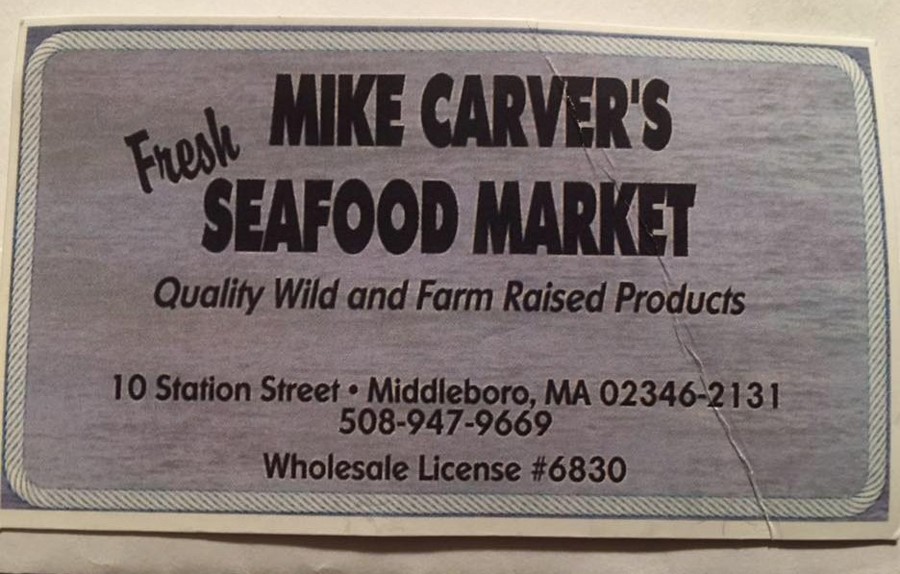 MIKE CARVER'S
Fresh
SEAFOOD MARKET
Quality Wild and Farm Raised Products
10 Station Street • Middleboro, MA 02346-2131
508-947-9669
Wholesale License #6830